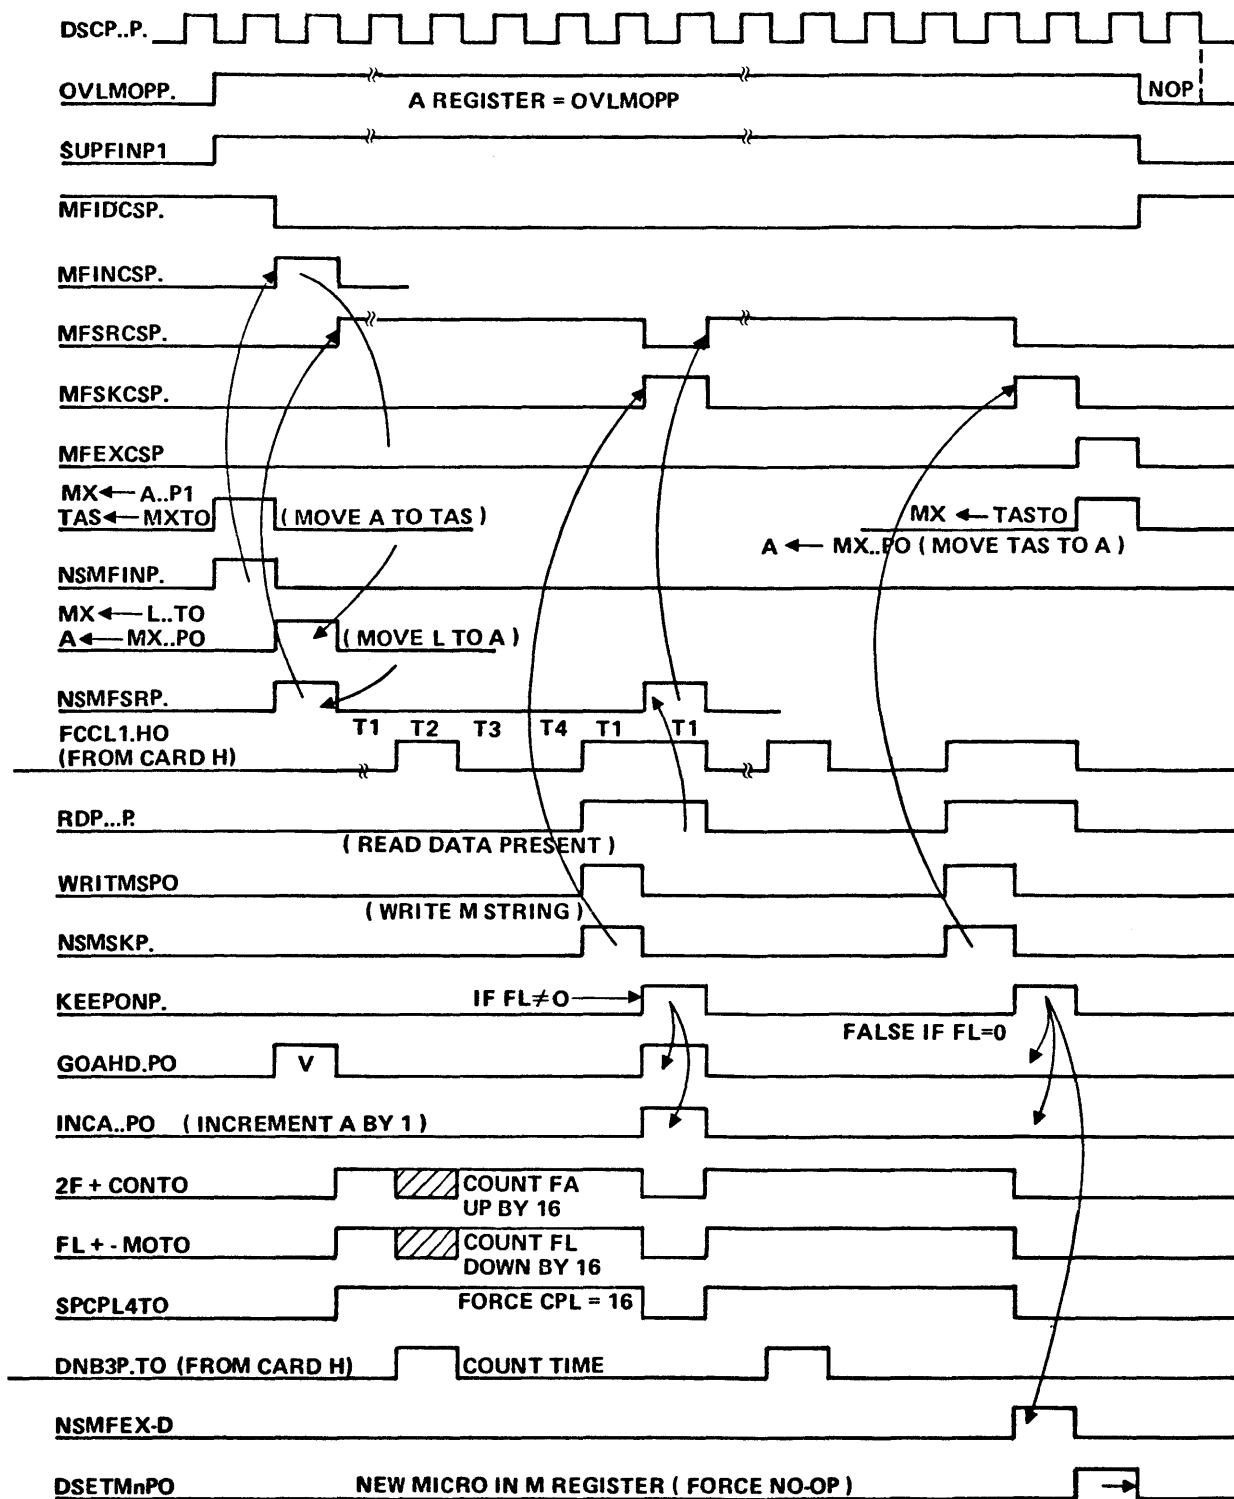 DSCP..P.
OVLMOPP.
A REGISTER = OVLMOPP
NOP
SUPFINP1
MFIDCSP.
MFINCSP.
MFSRCSP.
MFSKCSP.
MFEXCSP
MX ← A..P1
TAS ← MXTO
( MOVE A TO TAS )
MX ← TASTO
A ← MX..PO ( MOVE TAS TO A )
NSMFINP.
MX ← L..TO
A ← MX..PO
( MOVE L TO A )
NSMFSRP.
T1 T2 T3 T4 T1 T1
FCCL1.HO
(FROM CARD H)
RDP...P.
( READ DATA PRESENT )
WRITMSPO
( WRITE M STRING )
NSMSKP.
KEEPONP.
IF FL≠O
FALSE IF FL=0
GOAHD.PO
V
INCA..PO ( INCREMENT A BY 1 )
2F + CONTO
COUNT FA
UP BY 16
FL + - MOTO
COUNT FL
DOWN BY 16
SPCPL4TO
FORCE CPL = 16
DNB3P.TO (FROM CARD H)
COUNT TIME
NSMFEX-D
DSETMnPO
NEW MICRO IN M REGISTER ( FORCE NO-OP )